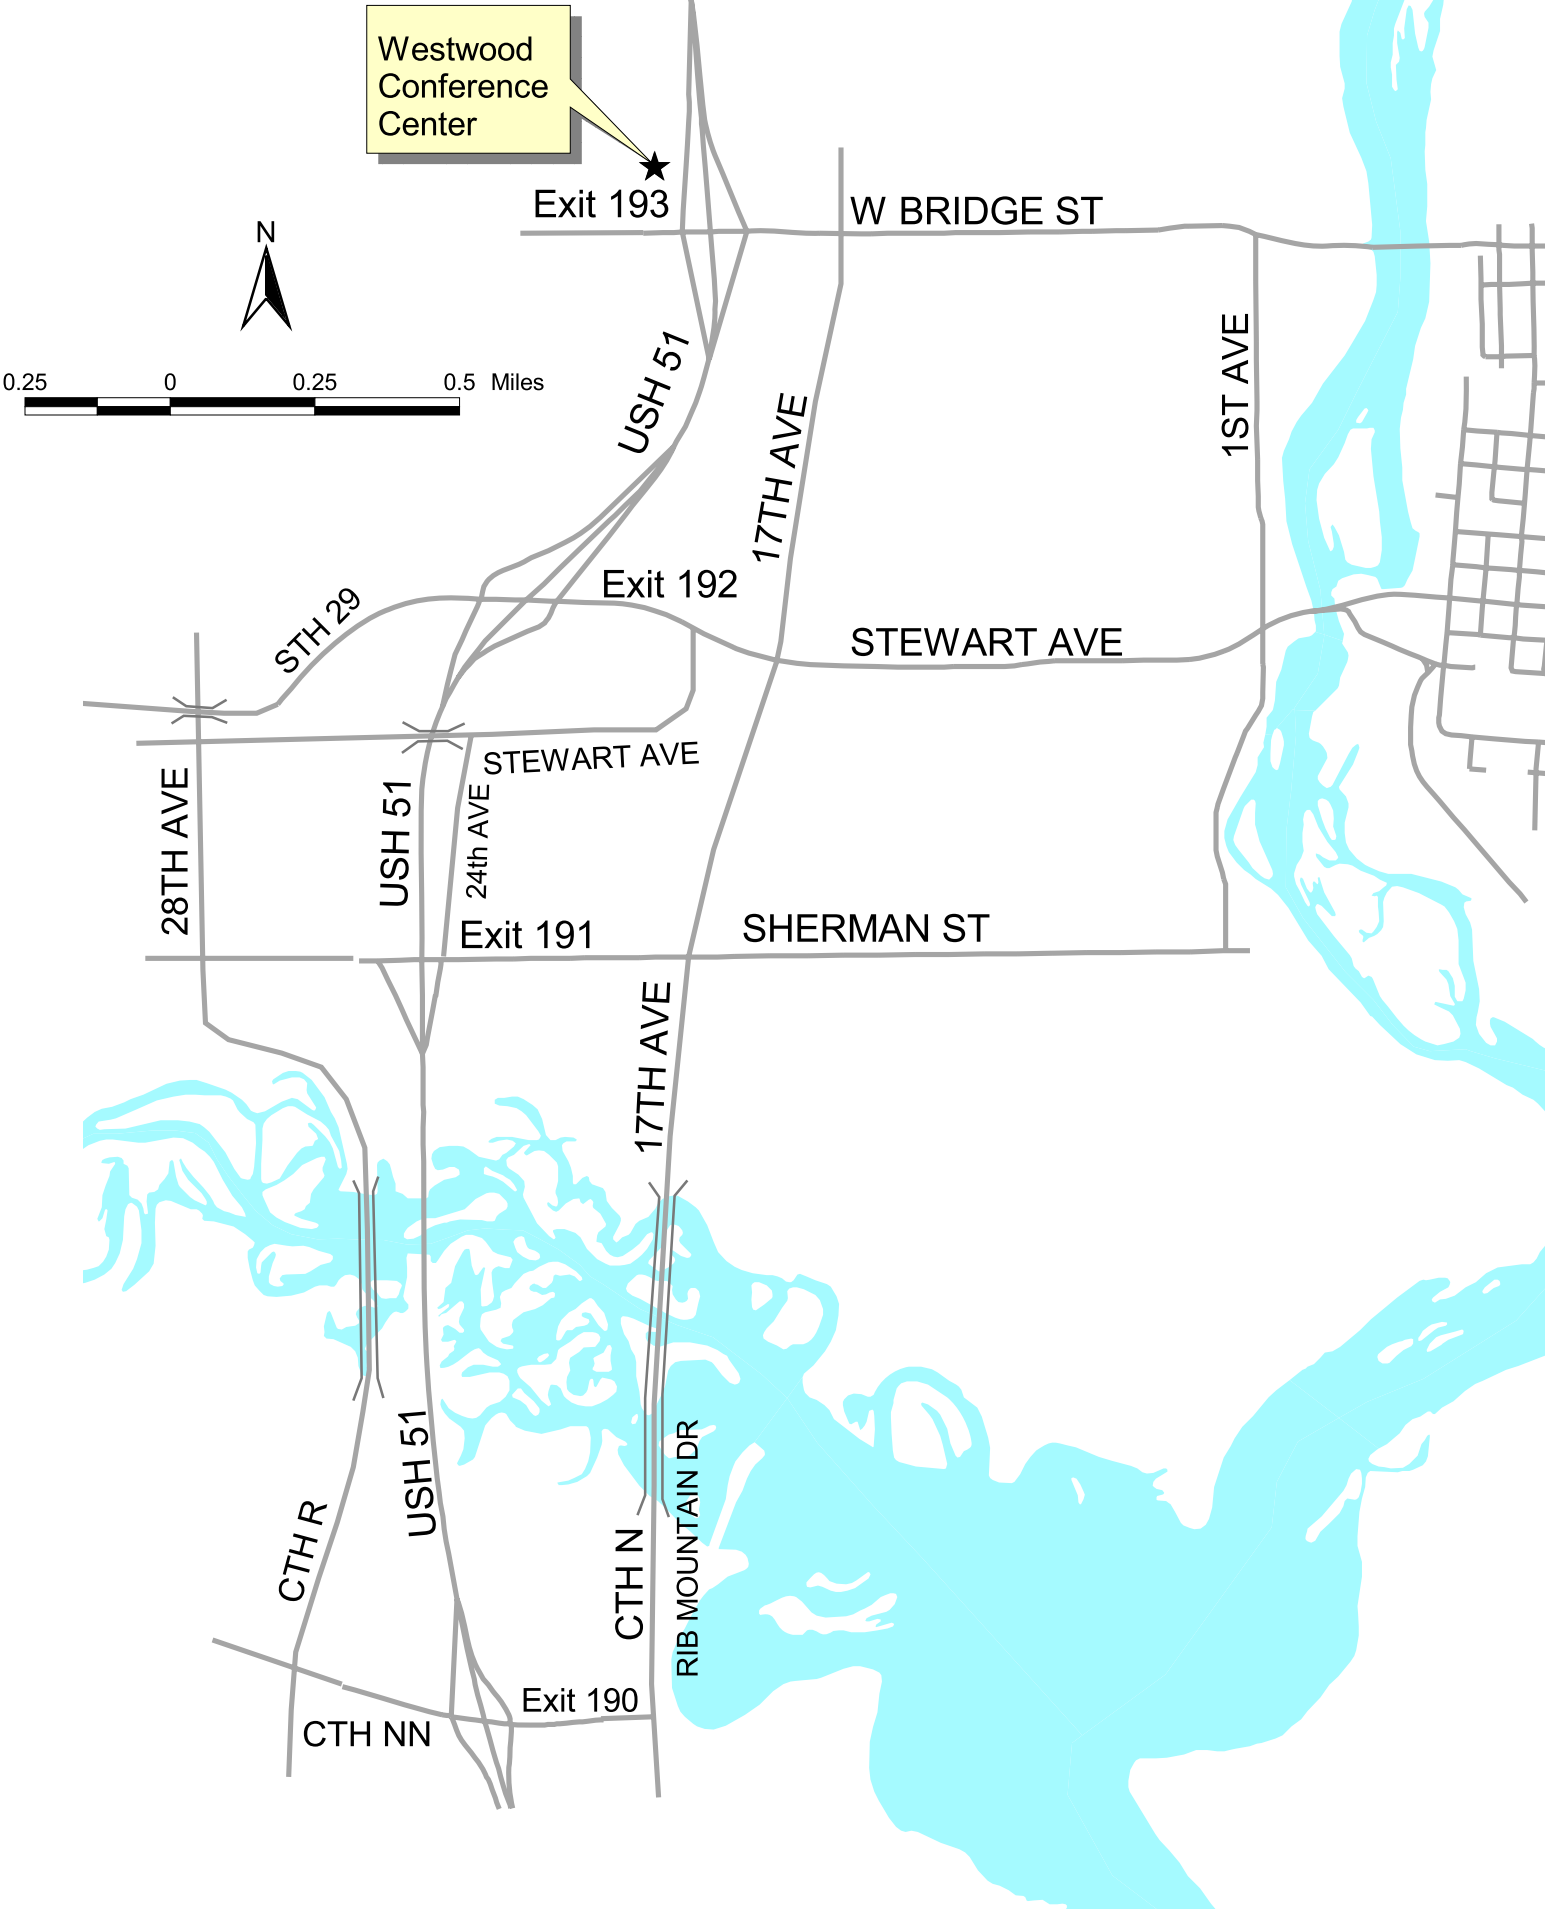 Westwood
Conference
Center
Exit 193
W BRIDGE ST
N
0.25 0 0.25 0.5 Miles
USH 51
1ST AVE
17TH AVE
Exit 192
STH 29
STEWART AVE
STEWART AVE
28TH AVE
USH 51
24th AVE
Exit 191
SHERMAN ST
17TH AVE
USH 51
CTH R
CTH N
RIB MOUNTAIN DR
Exit 190
CTH NN